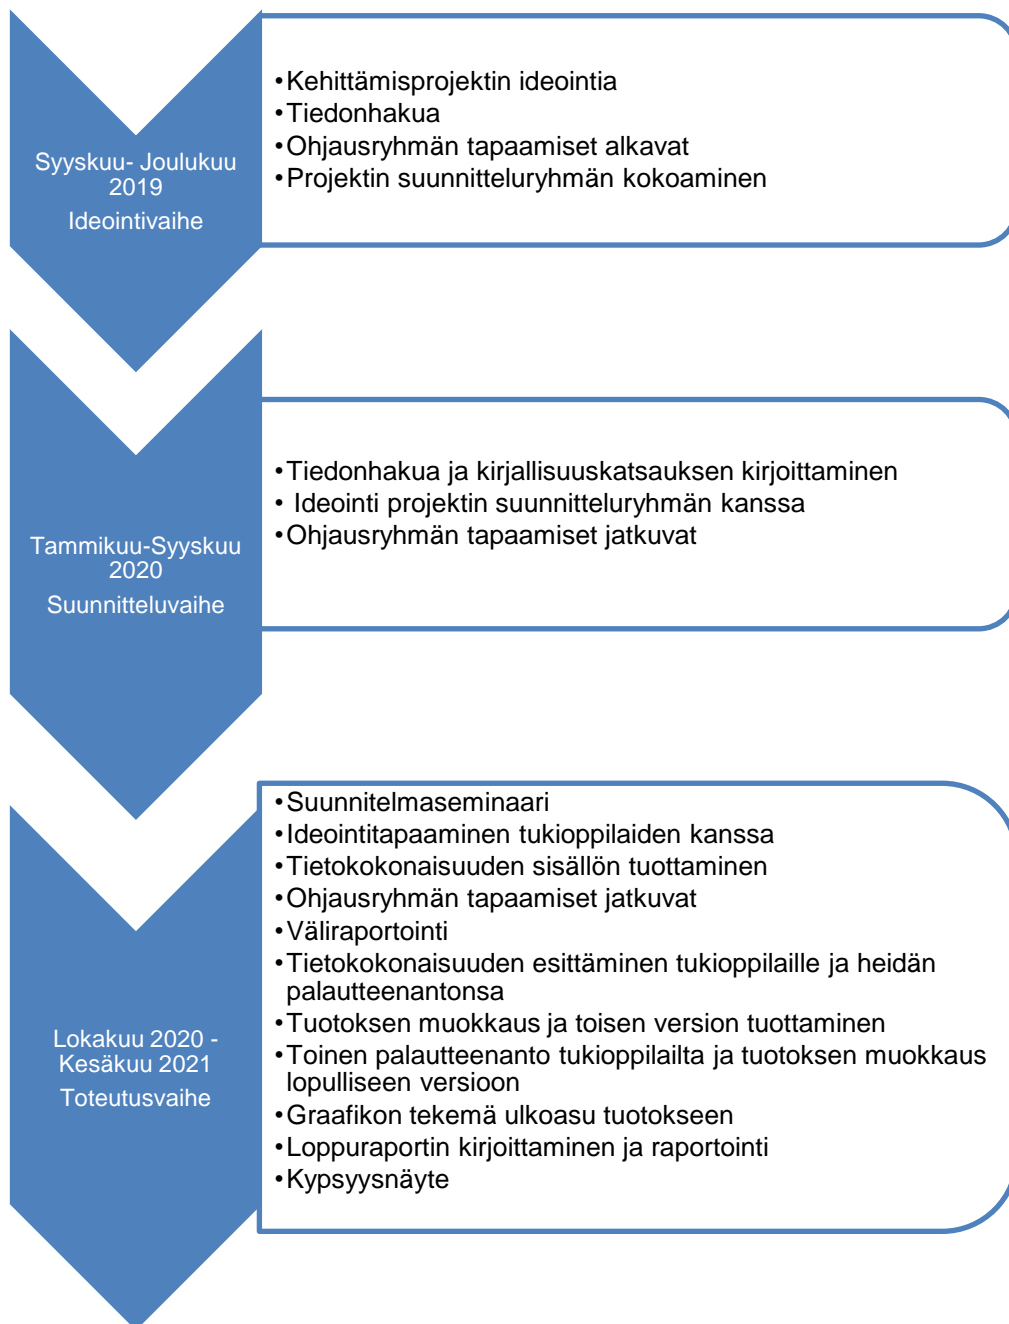 Syyskuu- Joulukuu
2019
Ideointivaihe
•Kehittämisprojektin ideointia
•Tiedonhakua
•Ohjausryhmän tapaamiset alkavat
•Projektin suunnitteluryhmän kokoaminen
Tammikuu-Syyskuu
2020
Suunnitteluvaihe
•Tiedonhakua ja kirjallisuuskatsauksen kirjoittaminen
• Ideointi projektin suunnitteluryhmän kanssa
•Ohjausryhmän tapaamiset jatkuvat
Lokakuu 2020 -
Kesäkuu 2021
Toteutusvaihe
•Suunnitelmaseminaari
•Ideointitapaaminen tukioppilaiden kanssa
•Tietokokonaisuuden sisällön tuottaminen
•Ohjausryhmän tapaamiset jatkuvat
•Väliraportointi
•Tietokokonaisuuden esittäminen tukioppilaille ja heidän
palautteenantonsa
•Tuotoksen muokkaus ja toisen version tuottaminen
•Toinen palautteenanto tukioppilailta ja tuotoksen muokkaus
lopulliseen versioon
•Graafikon tekemä ulkoasu tuotokseen
•Loppuraportin kirjoittaminen ja raportointi
•Kypsyysnäyte